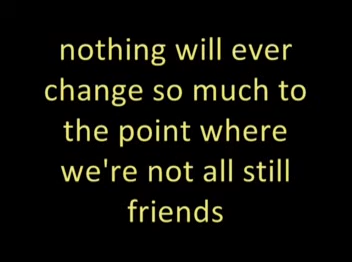 nothing will ever
change so much to
the point where
we're not all still
friends